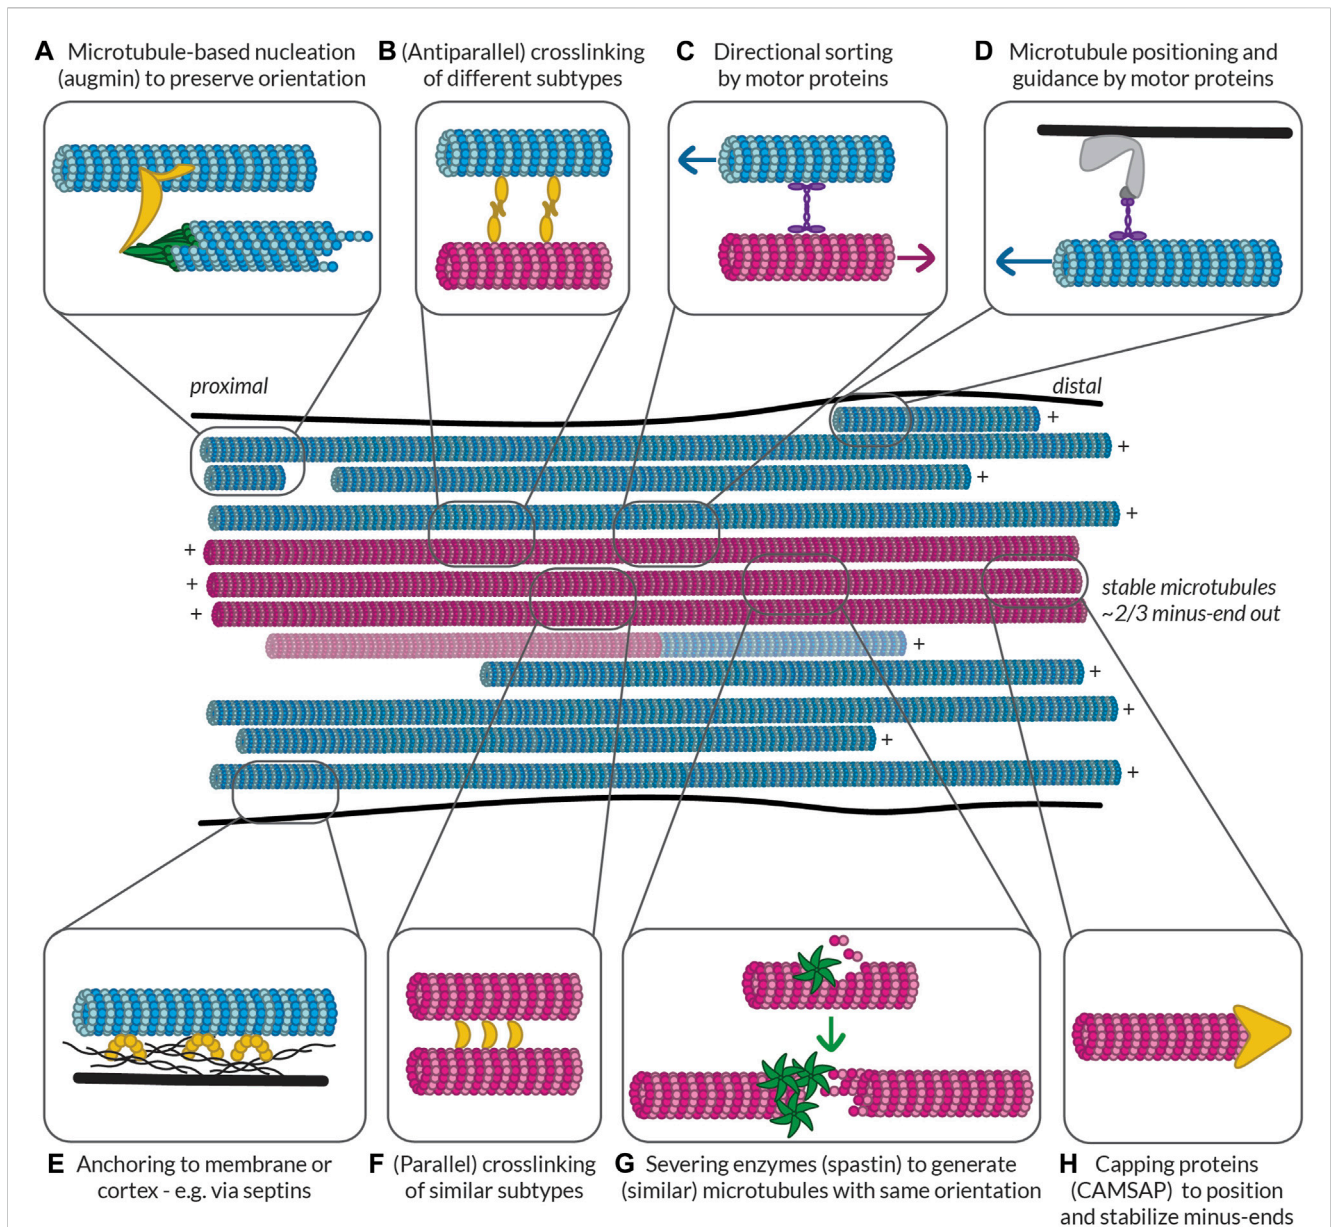 A Microtubule-based nucleation
(augmin) to preserve orientation
B (Antiparallel) crosslinking
of different subtypes
C Directional sorting
by motor proteins
D Microtubule positioning and
guidance by motor proteins
proximal
distal
+
+
+
+
+
+
+
stable microtubules
~2/3 minus-end out
+
+
+
+
+
E Anchoring to membrane or
cortex - e.g. via septins
F (Parallel) crosslinking
of similar subtypes
G Severing enzymes (spastin) to generate
(similar) microtubules with same orientation
H Capping proteins
(CAMSAP) to position
and stabilize minus-ends